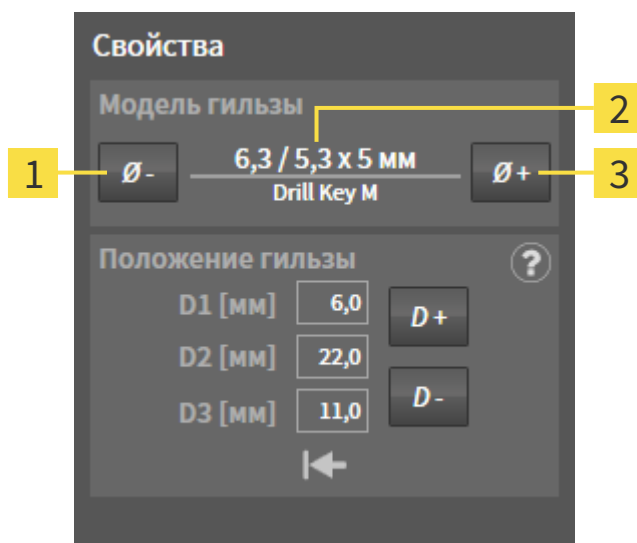 Свойства
Модель гильзы
2
1
Ø -
6,3 / 5,3 x 5 мм
Ø +
3
Drill Key M
Положение гильзы
?
D1 [мм]
6,0
D +
D2 [мм]
22,0
D3 [мм]
11,0
D -